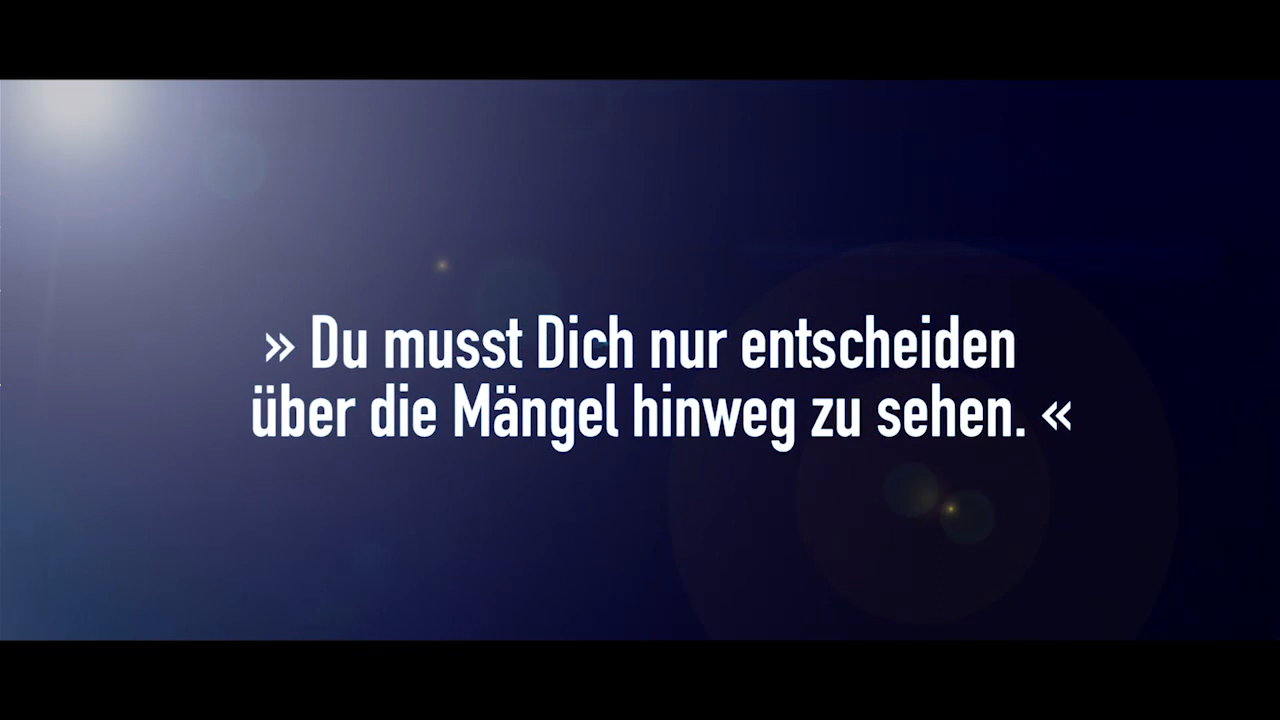 » Du musst Dich nur entscheiden
über die Mängel hinweg zu sehen. «